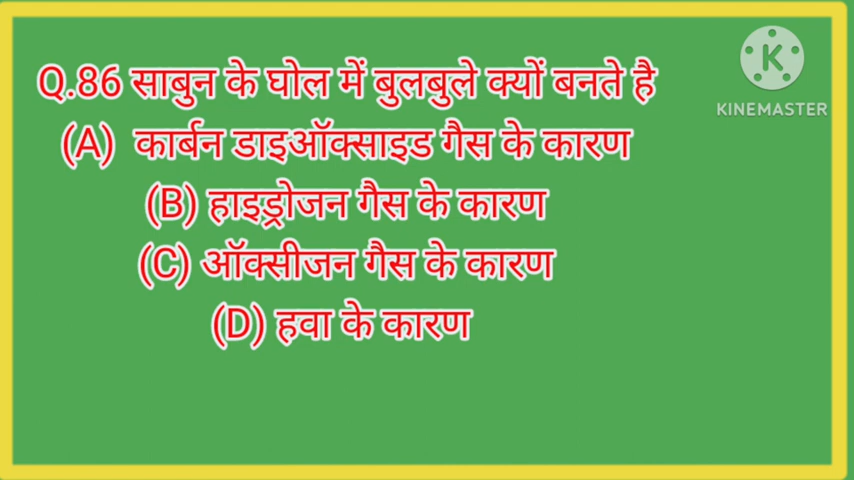 Q.86 साबुन के घोल में बुलबुले क्यों बनते है
K
KINEMASTER
(A) कार्बन डाइऑक्साइड गैस के कारण
(B) हाइड्रोजन गैस के कारण
(C) ऑक्सीजन गैस के कारण
(D) हवा के कारण